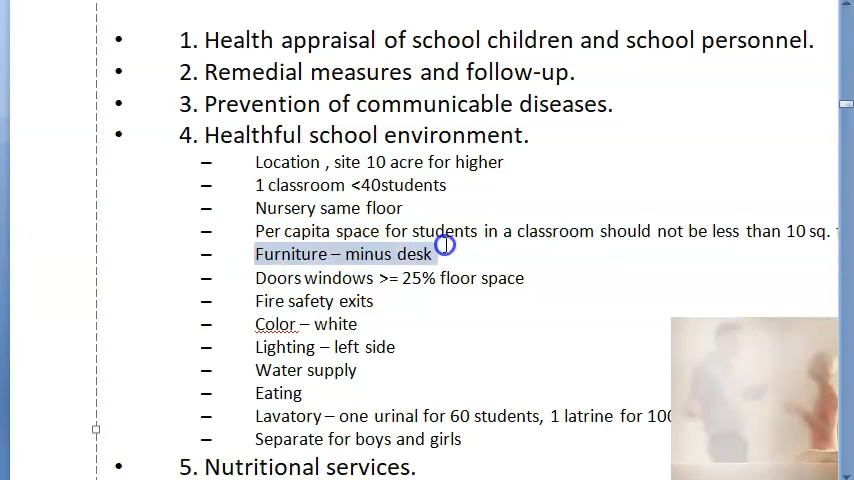 • 1. Health appraisal of school children and school personnel.
• 2. Remedial measures and follow-up.
• 3. Prevention of communicable diseases.
• 4. Healthful school environment.
– Location , site 10 acre for higher
– 1 classroom <40students
– Nursery same floor
– Per capita space for students in a classroom should not be less than 10 sq.
– Furniture – minus desk
– Doors windows >= 25% floor space
– Fire safety exits
– Color – white
– Lighting – left side
– Water supply
– Eating
– Lavatory – one urinal for 60 students, 1 latrine for 100
– Separate for boys and girls
• 5. Nutritional services.